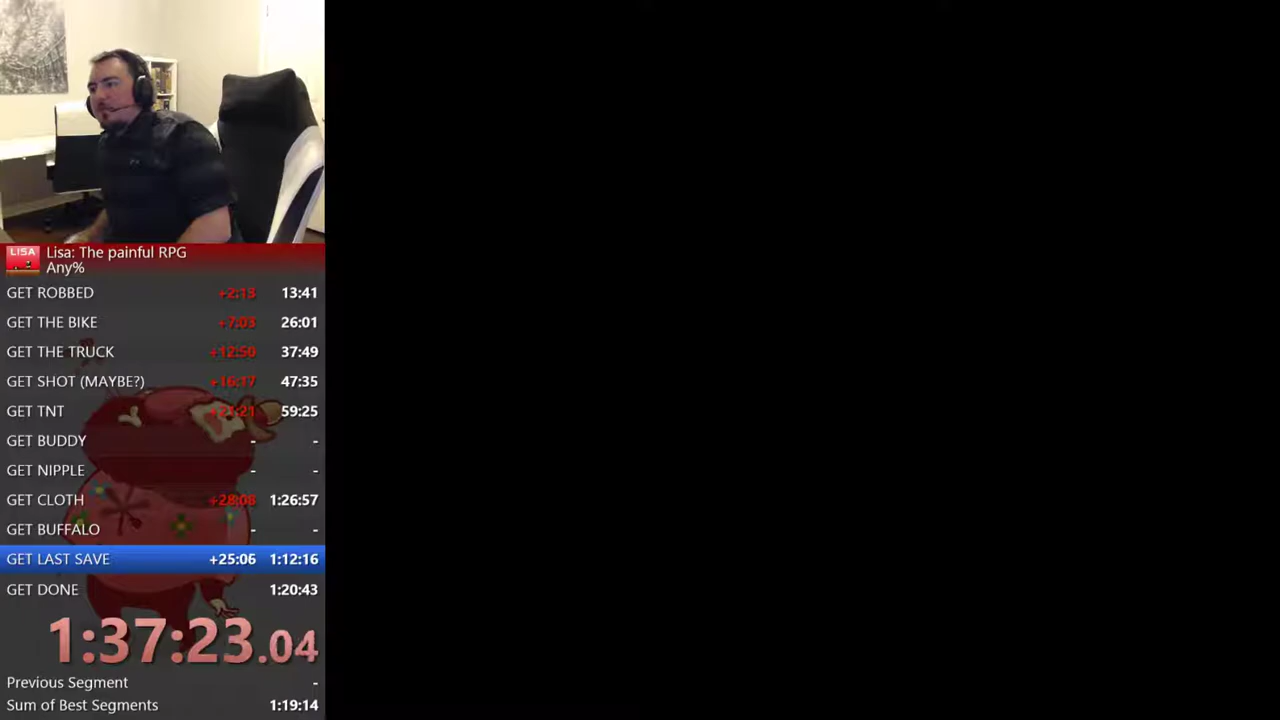 LISA
Lisa: The painful RPG
Any%
GET ROBBED +2:13 13:41
GET THE BIKE +7:03 26:01
GET THE TRUCK +12:50 37:49
GET SHOT (MAYBE?) +16:17 47:35
GET TNT +21:21 59:25
GET BUDDY - -
GET NIPPLE - -
GET CLOTH +28:08 1:26:57
GET BUFFALO - -
GET LAST SAVE +25:06 1:12:16
GET DONE 1:20:43
1:37:23.04
Previous Segment -
Sum of Best Segments 1:19:14